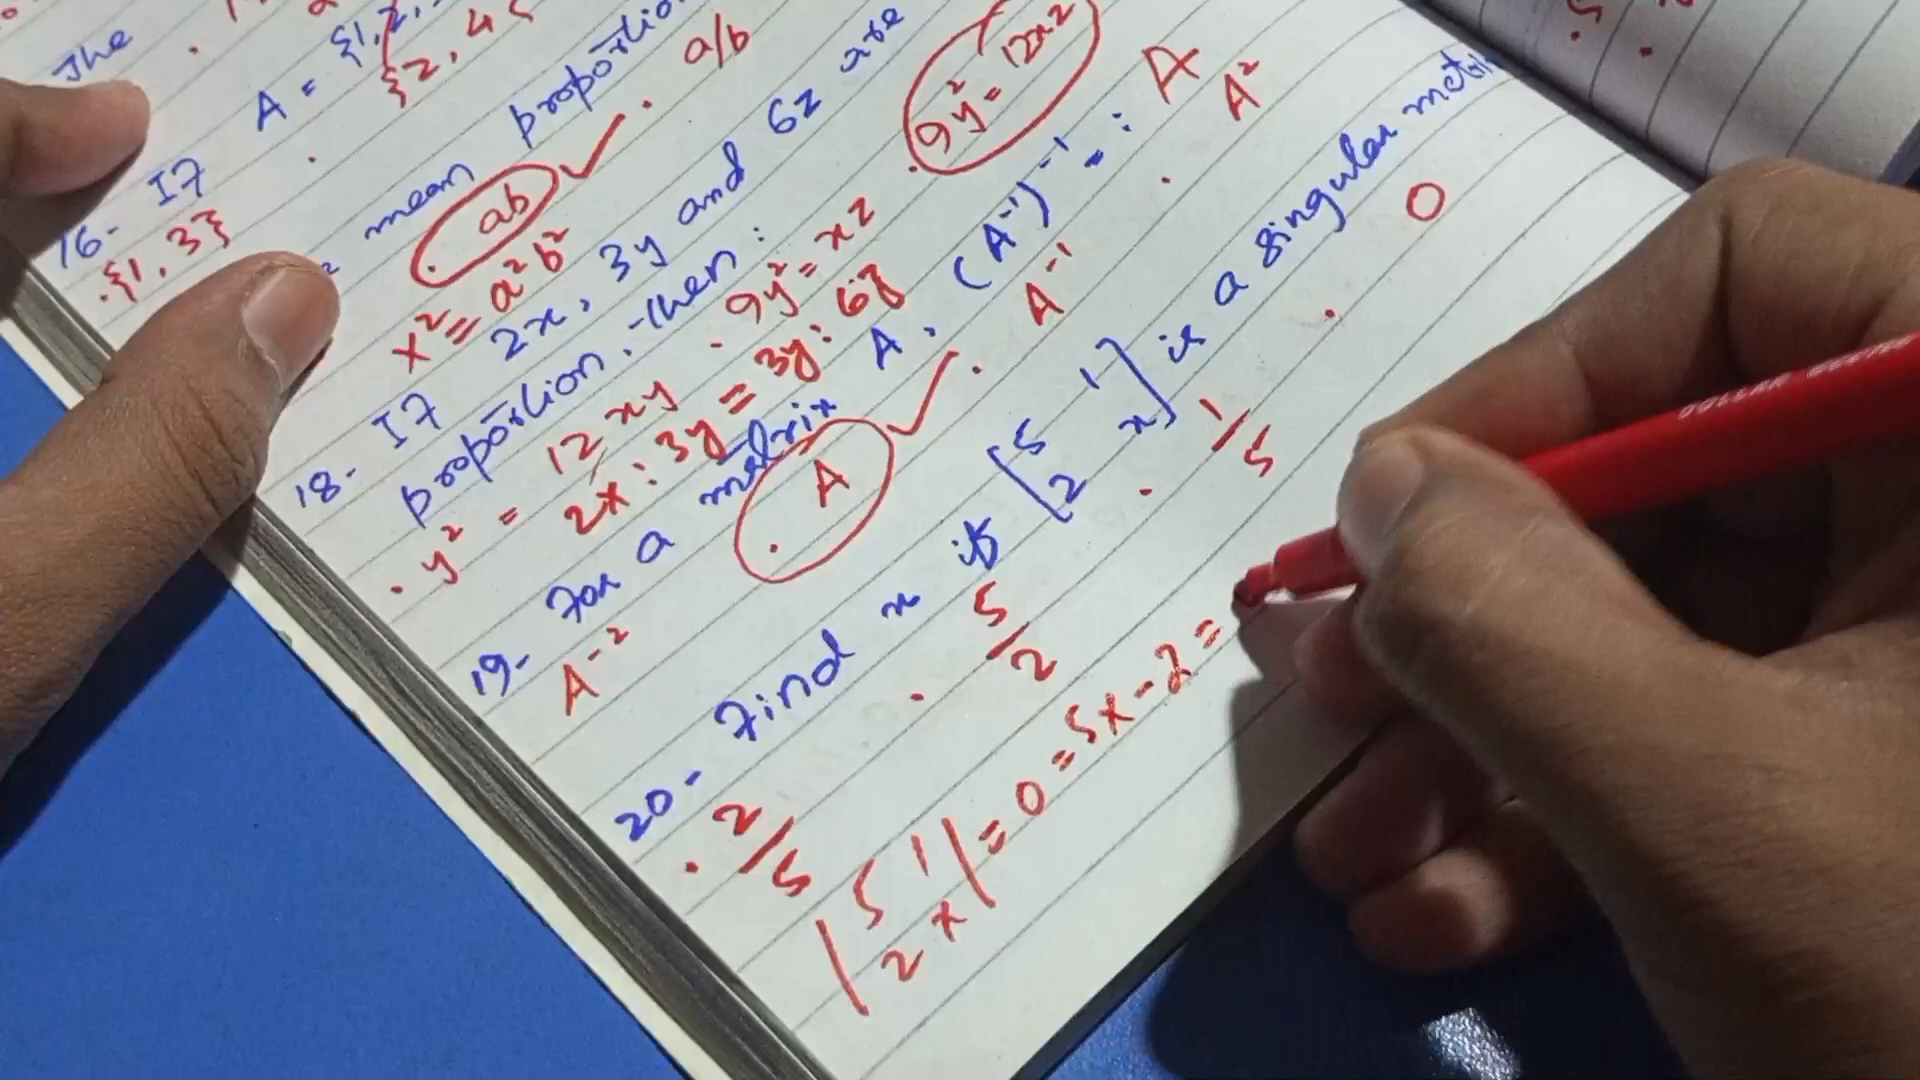 The
A = {1,2,
16- If
{1, 3}
{2, 4
mean proportio
ab
a/b
x² = a²b²
18- If 2x, 3y and 6z are
proportion. then:
9y² = 12xz
9y² = xz
y² = 12xy
2x : 3y = 3y : 6z
19- For a matrix A, (A⁻¹)⁻¹ = : A
A⁻²
A
A⁻¹
A²
20- Find x if [5 1
2 x] is a singular
2/5
5/2
1/5
0
|5 1
2 x| = 0 = 5x - 2 =